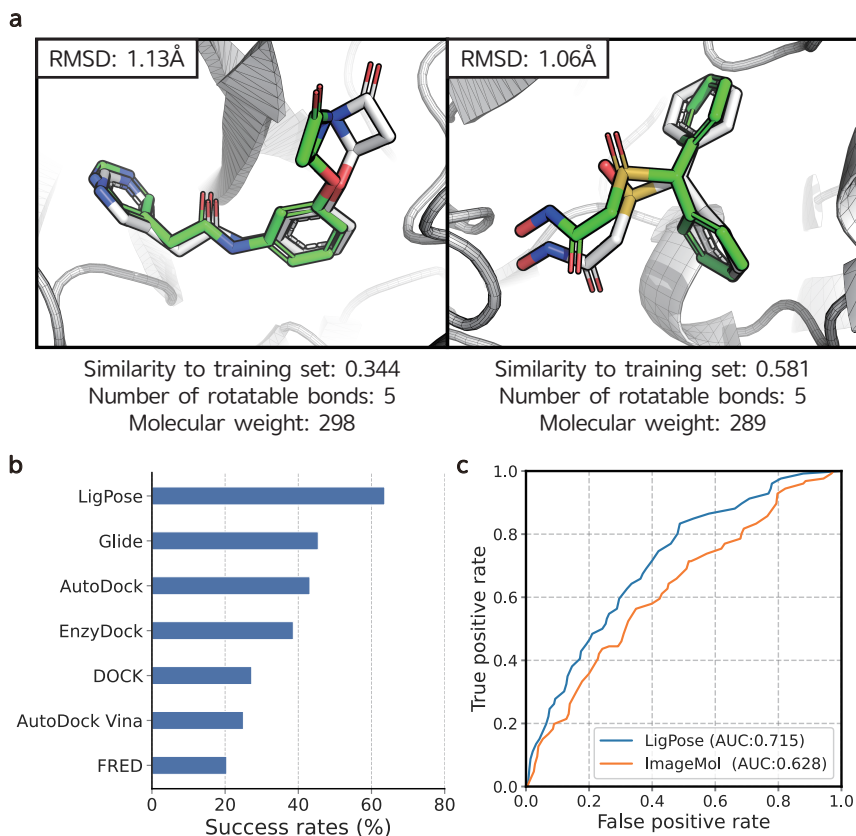 a
RMSD: 1.13Å
RMSD: 1.06Å
Similarity to training set: 0.344
Number of rotatable bonds: 5
Molecular weight: 298
Similarity to training set: 0.581
Number of rotatable bonds: 5
Molecular weight: 289
b
LigPose
Glide
AutoDock
EnzyDock
DOCK
AutoDock Vina
FRED
0 20 40 60 80
Success rates (%)
c
1.0
0.8
0.6
0.4
0.2
0.0
True positive rate
LigPose (AUC:0.715)
ImageMol (AUC:0.628)
0.0 0.2 0.4 0.6 0.8 1.0
False positive rate